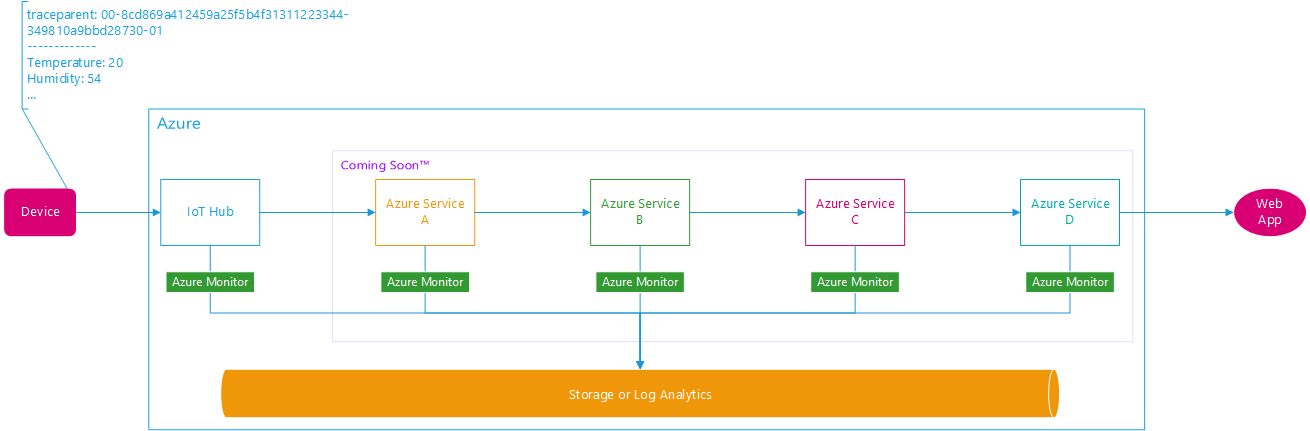 traceparent: 00-8cd869a412459a25f5b4f31311223344-
349810a9bbd28730-01
-------------
Temperature: 20
Humidity: 54
...
Azure
Coming Soon™
Device
IoT Hub
Azure Service
A
Azure Service
B
Azure Service
C
Azure Service
D
Web
App
Azure Monitor
Azure Monitor
Azure Monitor
Azure Monitor
Azure Monitor
Storage or Log Analytics